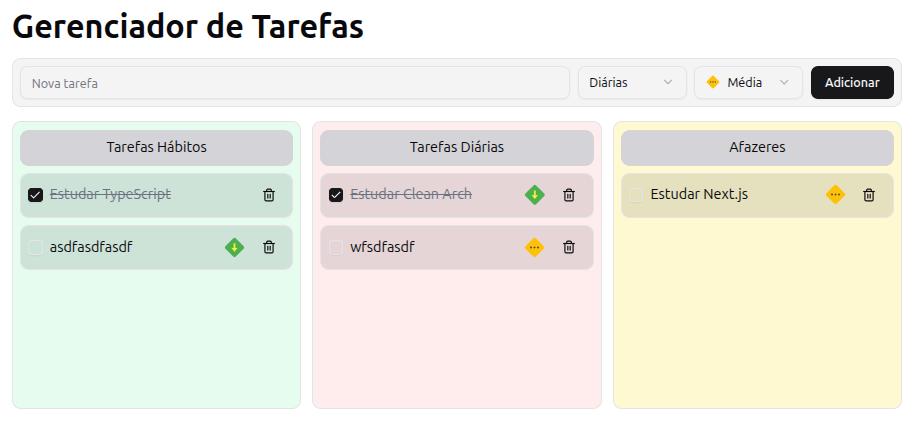 Gerenciador de Tarefas
Nova tarefa
Diárias
Média
Adicionar
Tarefas Hábitos
Estudar TypeScript
asdfasdfasdf
Tarefas Diárias
Estudar Clean Arch
wfsdfasdf
Afazeres
Estudar Next.js